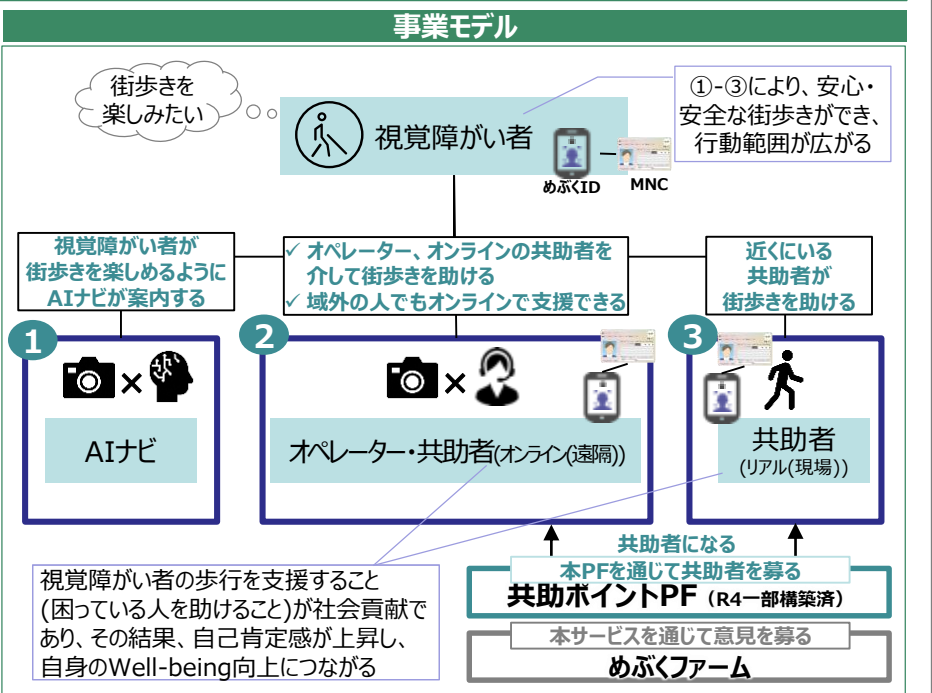 事業モデル
街歩きを
楽しみたい
視覚障がい者
めぶくID
MNC
①-③により、安心・
安全な街歩きができ、
行動範囲が広がる
視覚障がい者が
街歩きを楽しめるように
AIナビが案内する
✓ オペレーター、オンラインの共助者を
介して街歩きを助ける
✓ 域外の人でもオンラインで支援できる
近くにいる
共助者が
街歩きを助ける
1
×
AIナビ
2
×
オペレーター・共助者(オンライン(遠隔))
3
共助者
(リアル(現場))
視覚障がい者の歩行を支援すること
(困っている人を助けること)が社会貢献で
あり、その結果、自己肯定感が上昇し、
自身のWell-being向上につながる
共助者になる
本PFを通じて共助者を募る
共助ポイントPF（R4一部構築済）
本サービスを通じて意見を募る
めぶくファーム